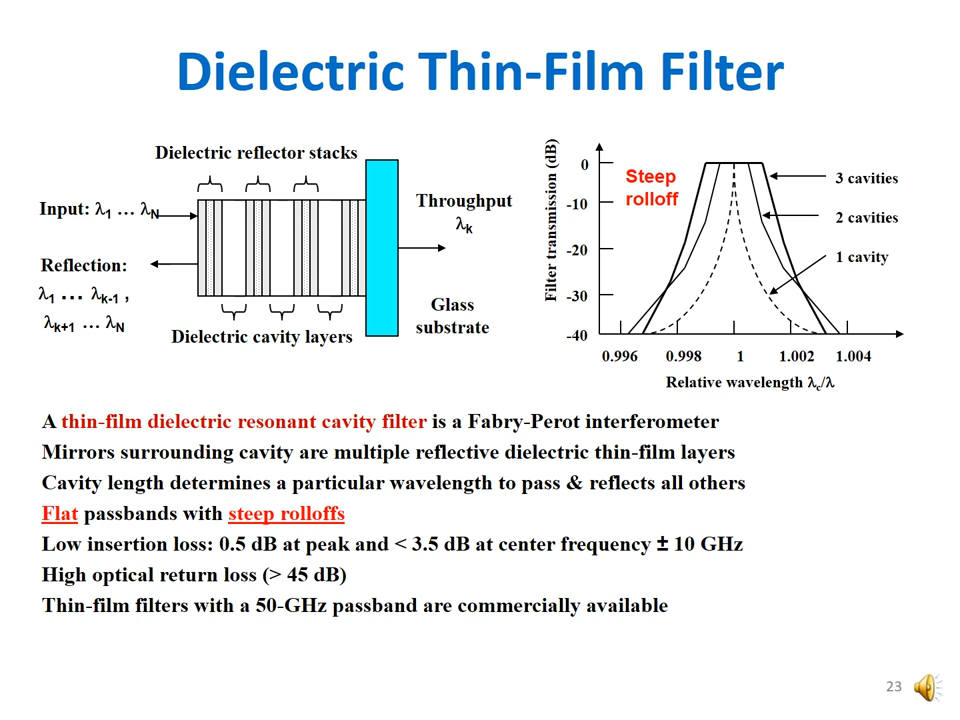 Dielectric Thin-Film Filter
Dielectric reflector stacks
Input: λ1 … λN
Reflection:
λ1 … λk-1 ,
λk+1 … λN
Dielectric cavity layers
Throughput
λk
Glass
substrate
Filter transmission (dB)
0
-10
-20
-30
-40
Steep
rolloff
3 cavities
2 cavities
1 cavity
0.996 0.998 1 1.002 1.004
Relative wavelength λc/λ
A thin-film dielectric resonant cavity filter is a Fabry-Perot interferometer
Mirrors surrounding cavity are multiple reflective dielectric thin-film layers
Cavity length determines a particular wavelength to pass & reflects all others
Flat passbands with steep rolloffs
Low insertion loss: 0.5 dB at peak and < 3.5 dB at center frequency ± 10 GHz
High optical return loss (> 45 dB)
Thin-film filters with a 50-GHz passband are commercially available
23